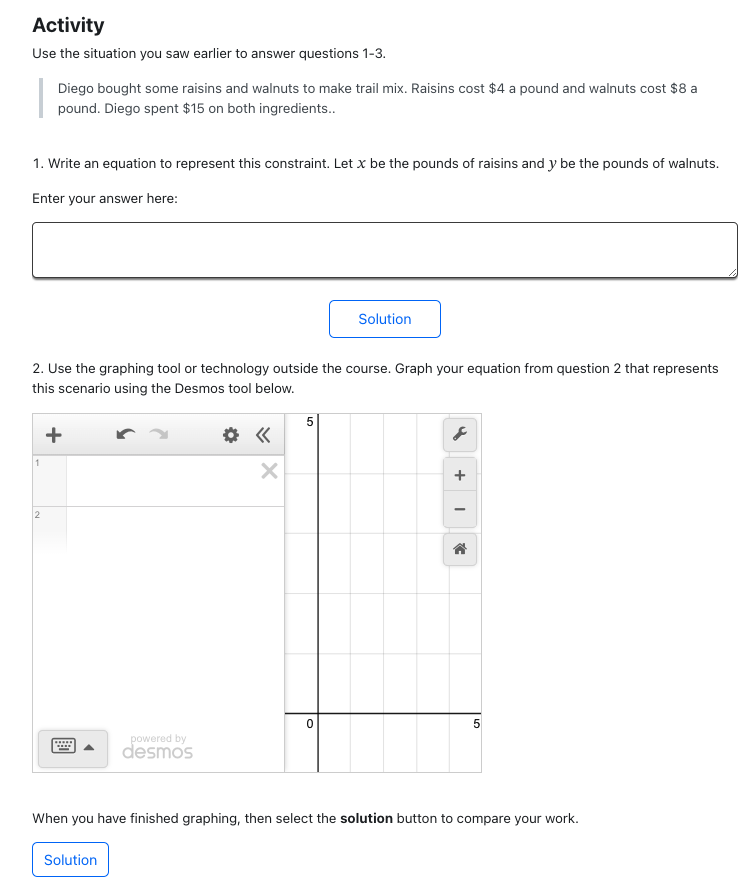 Activity
Use the situation you saw earlier to answer questions 1-3.
Diego bought some raisins and walnuts to make trail mix. Raisins cost $4 a pound and walnuts cost $8 a
pound. Diego spent $15 on both ingredients..
1. Write an equation to represent this constraint. Let x be the pounds of raisins and y be the pounds of walnuts.
Enter your answer here:
Solution
2. Use the graphing tool or technology outside the course. Graph your equation from question 2 that represents
this scenario using the Desmos tool below.
5
1
2
0
5
powered by
desmos
When you have finished graphing, then select the solution button to compare your work.
Solution